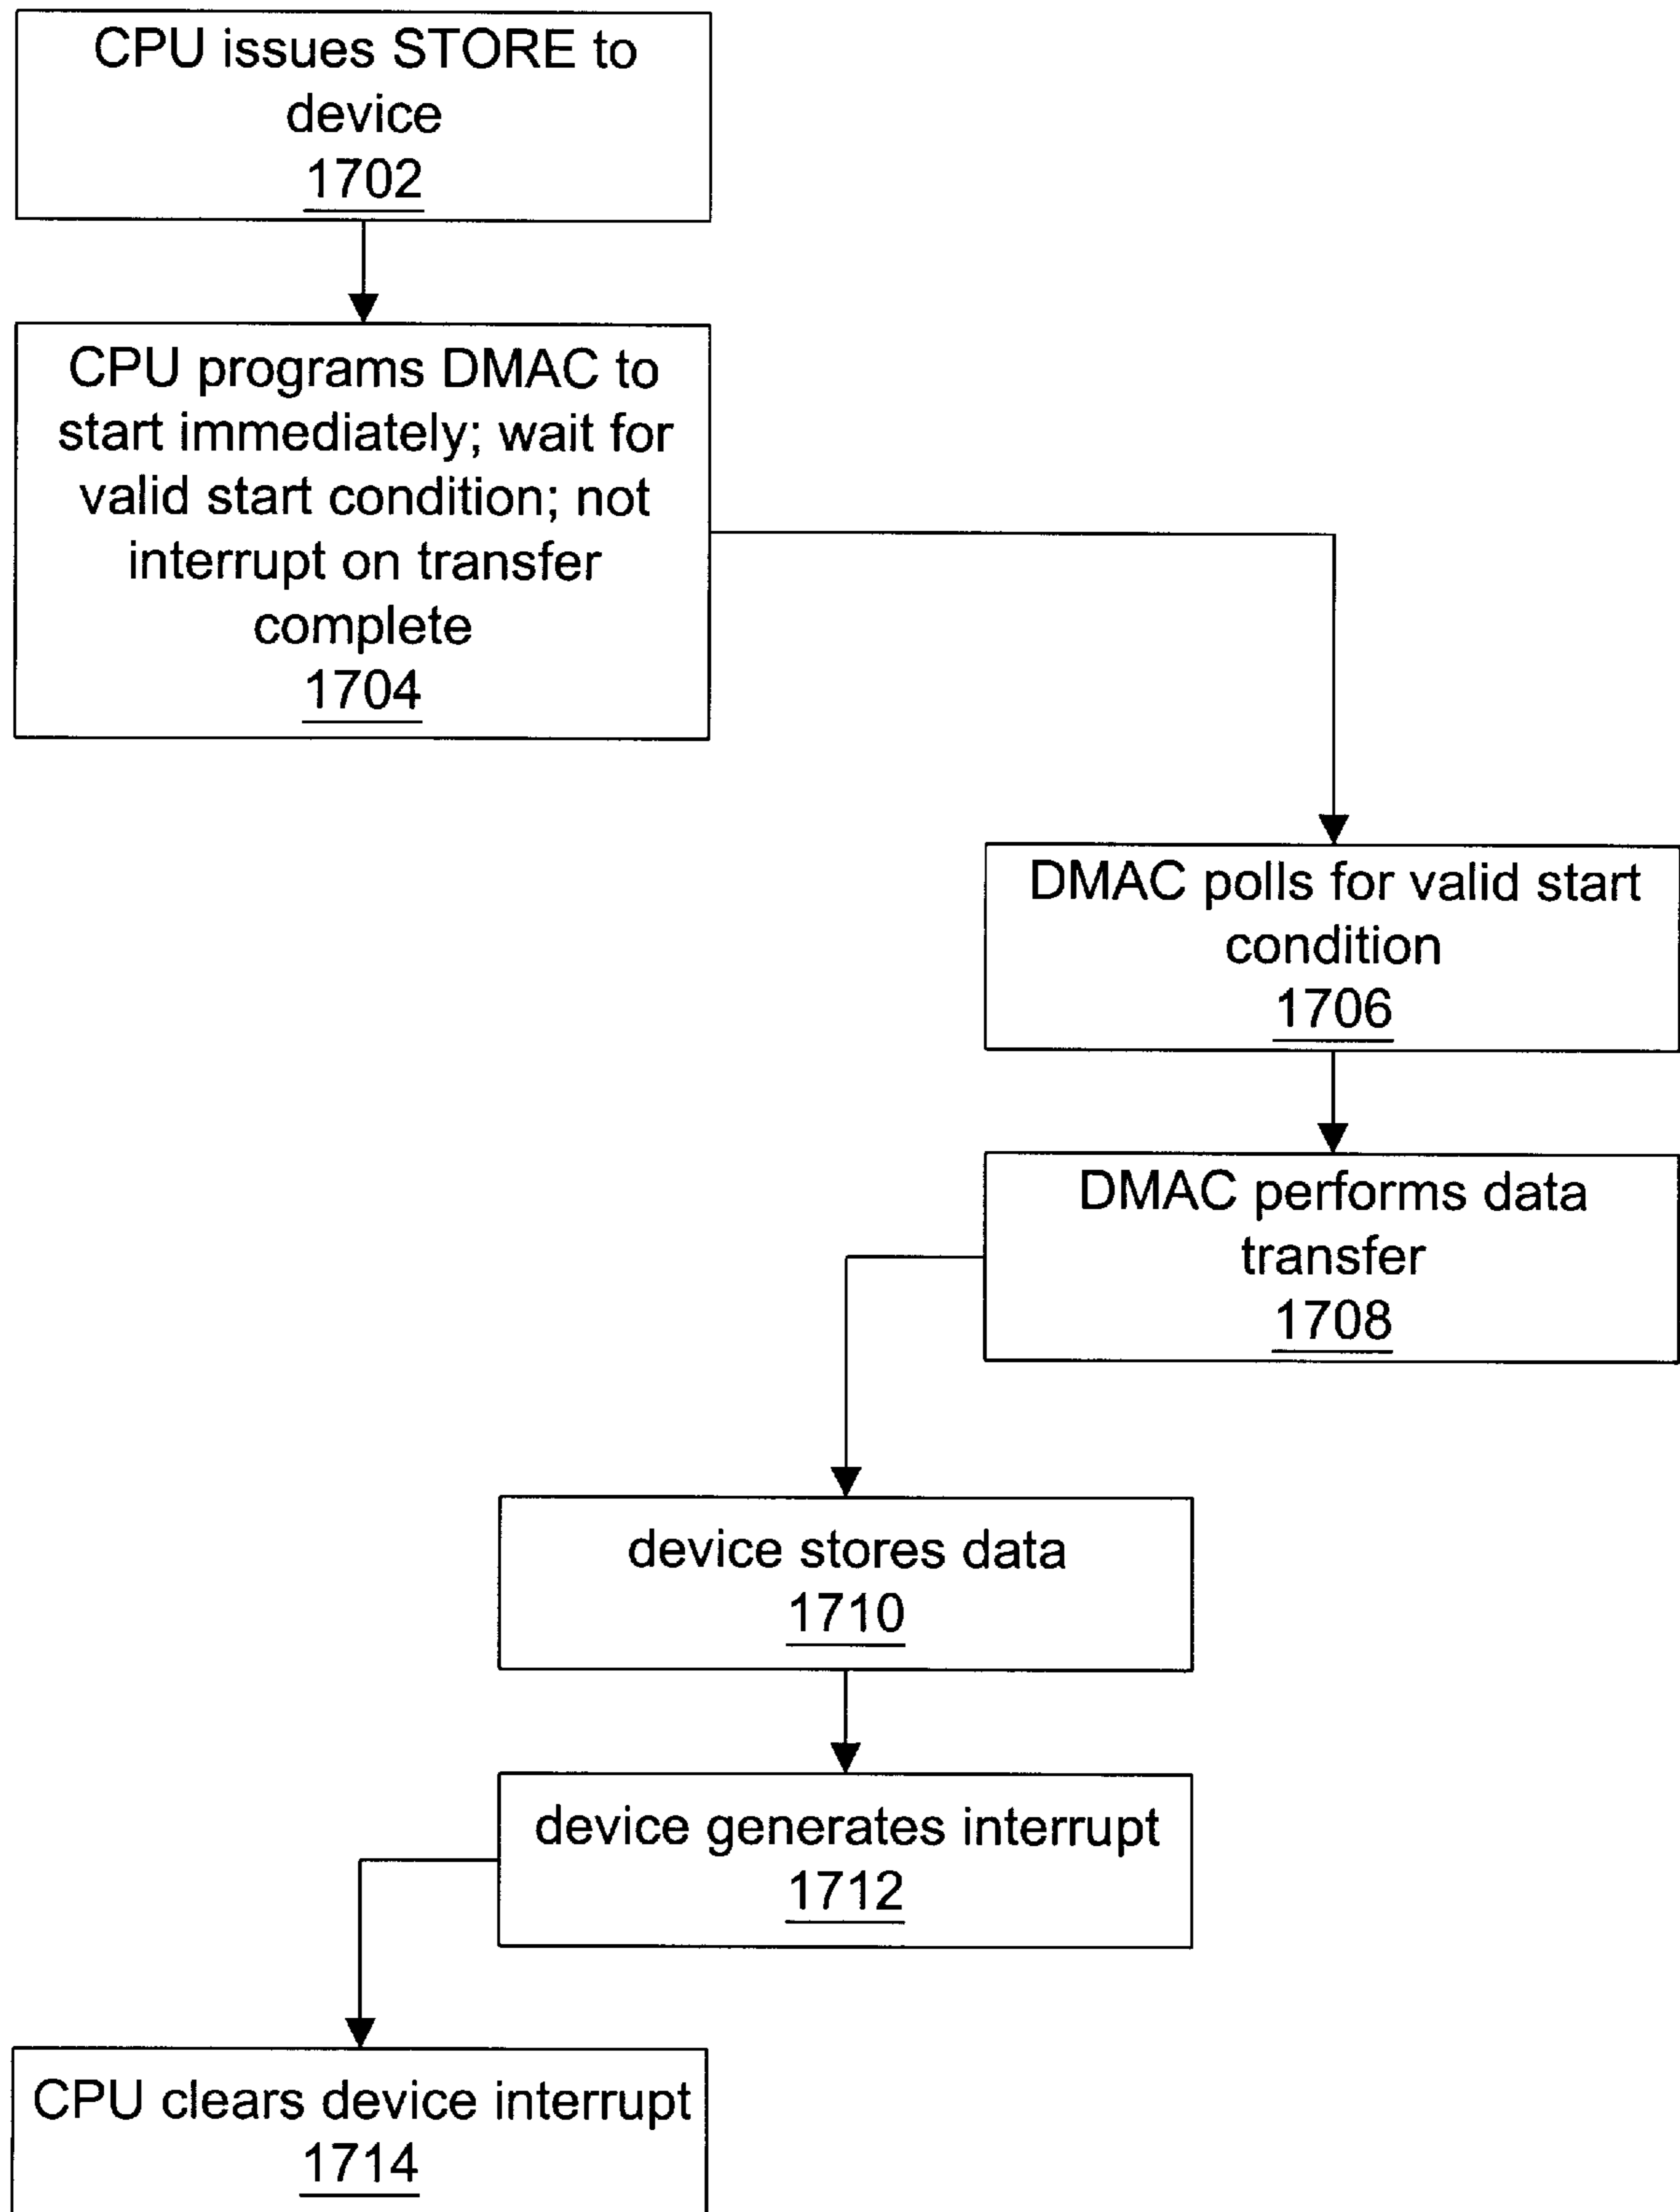 CPU issues STORE to
device
1702
CPU programs DMAC to
start immediately; wait for
valid start condition; not
interrupt on transfer
complete
1704
DMAC polls for valid start
condition
1706
DMAC performs data
transfer
1708
device stores data
1710
device generates interrupt
1712
CPU clears device interrupt
1714